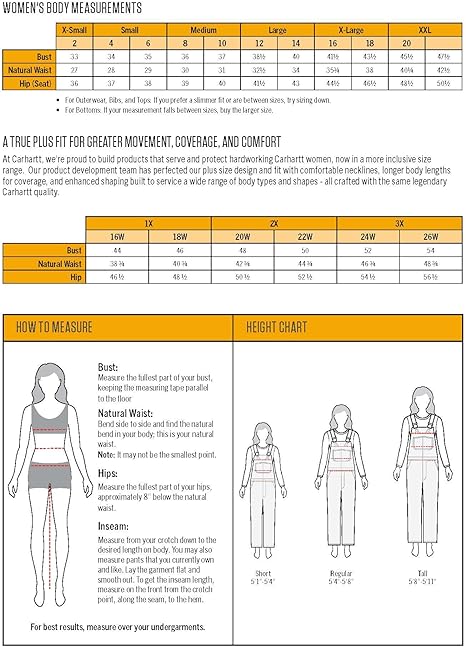 WOMEN'S BODY MEASUREMENTS
X-Small Small Medium Large X-Large XXL
2 4 6 8 10 12 14 16 18 20
Bust 33 34 35 36 37 38½ 40 41½ 43½ 45½ 47½
Natural Waist 27 28 29 30 31 32½ 34 35¾ 38 40¼ 42½
Hip (Seat) 36 37 38 39 40 41½ 43 44½ 46½ 48½ 50½
• For Outerwear, Bibs, and Tops: If you prefer a slimmer fit or are between sizes, try sizing down.
• For Bottoms: If your measurement falls between sizes, buy the larger size.
A TRUE PLUS FIT FOR GREATER MOVEMENT, COVERAGE, AND COMFORT
At Carhartt, we're proud to build products that serve and protect hardworking Carhartt women, now in a more inclusive size
range. Our product development team has perfected our plus size design and fit with comfortable necklines, longer body lengths
for coverage, and enhanced shaping built to service a wide range of body types and shapes - all crafted with the same legendary
Carhartt quality.
1X 2X 3X
16W 18W 20W 22W 24W 26W
Bust 44 46 48 50 52 54
Natural Waist 38 ¾ 40 ¾ 42 ¾ 44 ¾ 46 ¾ 48 ¾
Hip 46 ½ 48 ½ 50 ½ 52 ½ 54 ½ 56 ½
HOW TO MEASURE
Bust:
Measure the fullest part of your bust,
keeping the measuring tape parallel
to the floor
Natural Waist:
Bend side to side and find the natural
bend in your body; this is your natural
waist.
Note: It may not be the smallest point.
Hips:
Measure the fullest part of your hips;
approximately 8" below the natural
waist.
Inseam:
Measure from your crotch down to the
desired length on body. You may also
measure pants that you currently own
and like. Lay the garment flat and
smooth out. To get the inseam length,
measure on the front from the crotch
point, along the seam, to the hem.
For best results, measure over your undergarments.
HEIGHT CHART
Short Regular Tall
5'1"-5'4" 5'4"-5'8" 5'8"-5'11"